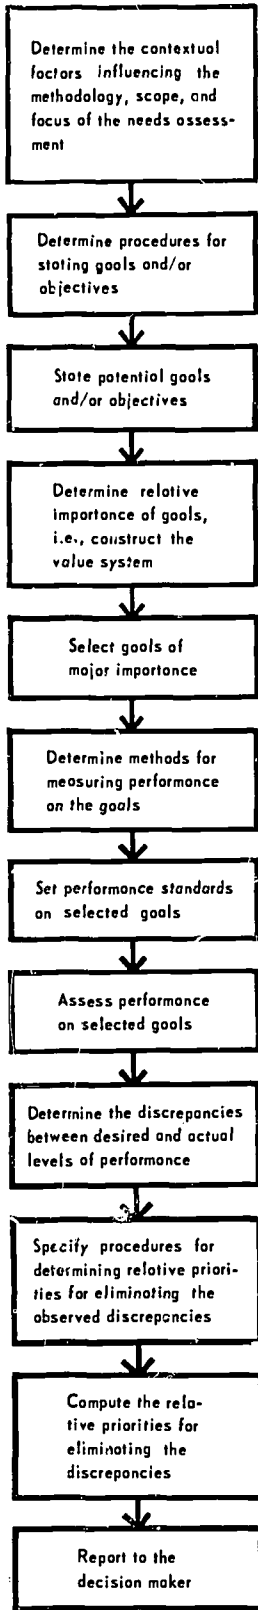 Determine the contextual
factors influencing the
methodology, scope, and
focus of the needs assess-
ment
Determine procedures for
stating goals and/or
objectives
State potential goals
and/or objectives
Determine relative
importance of goals,
i.e., construct the
value system
Select goals of
major importance
Determine methods for
measuring performance
on the goals
Set performance standards
on selected goals
Assess performance
on selected goals
Determine the discrepancies
between desired and actual
levels of performance
Specify procedures for
determining relative priori-
ties for eliminating the
observed discrepancies
Compute the rela-
tive priorities for
eliminating the
discrepancies
Report to the
decision maker